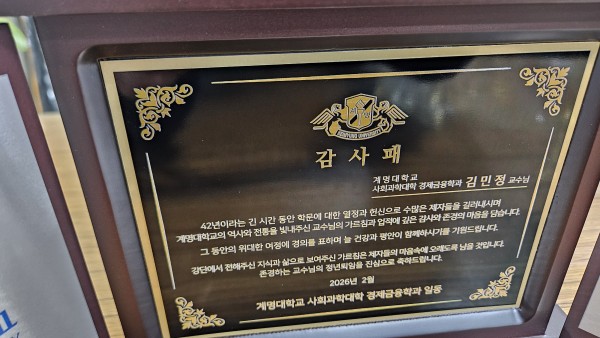 KEIMYUNG UNIVERSITY
감사패
계명대학교
사회과학대학 경제금융학과 김민정 교수님
42년이라는 긴 시간 동안 학문에 대한 열정과 헌신으로 수많은 제자들을 길러내시며
계명대학교의 역사와 전통을 빛내주신 교수님의 가르침과 업적에 깊은 감사와 존경의 마음을 담습니다.
그 동안의 위대한 여정에 경의를 표하며 늘 건강과 평안이 함께하시기를 기원드립니다.
강단에서 전해주신 지식과 삶으로 보여주신 가르침은 제자들의 마음속에 오래도록 남을 것입니다.
존경하는 교수님의 정년퇴임을 진심으로 축하드립니다.
2026년 2월
계명대학교 사회과학대학 경제금융학과 일동